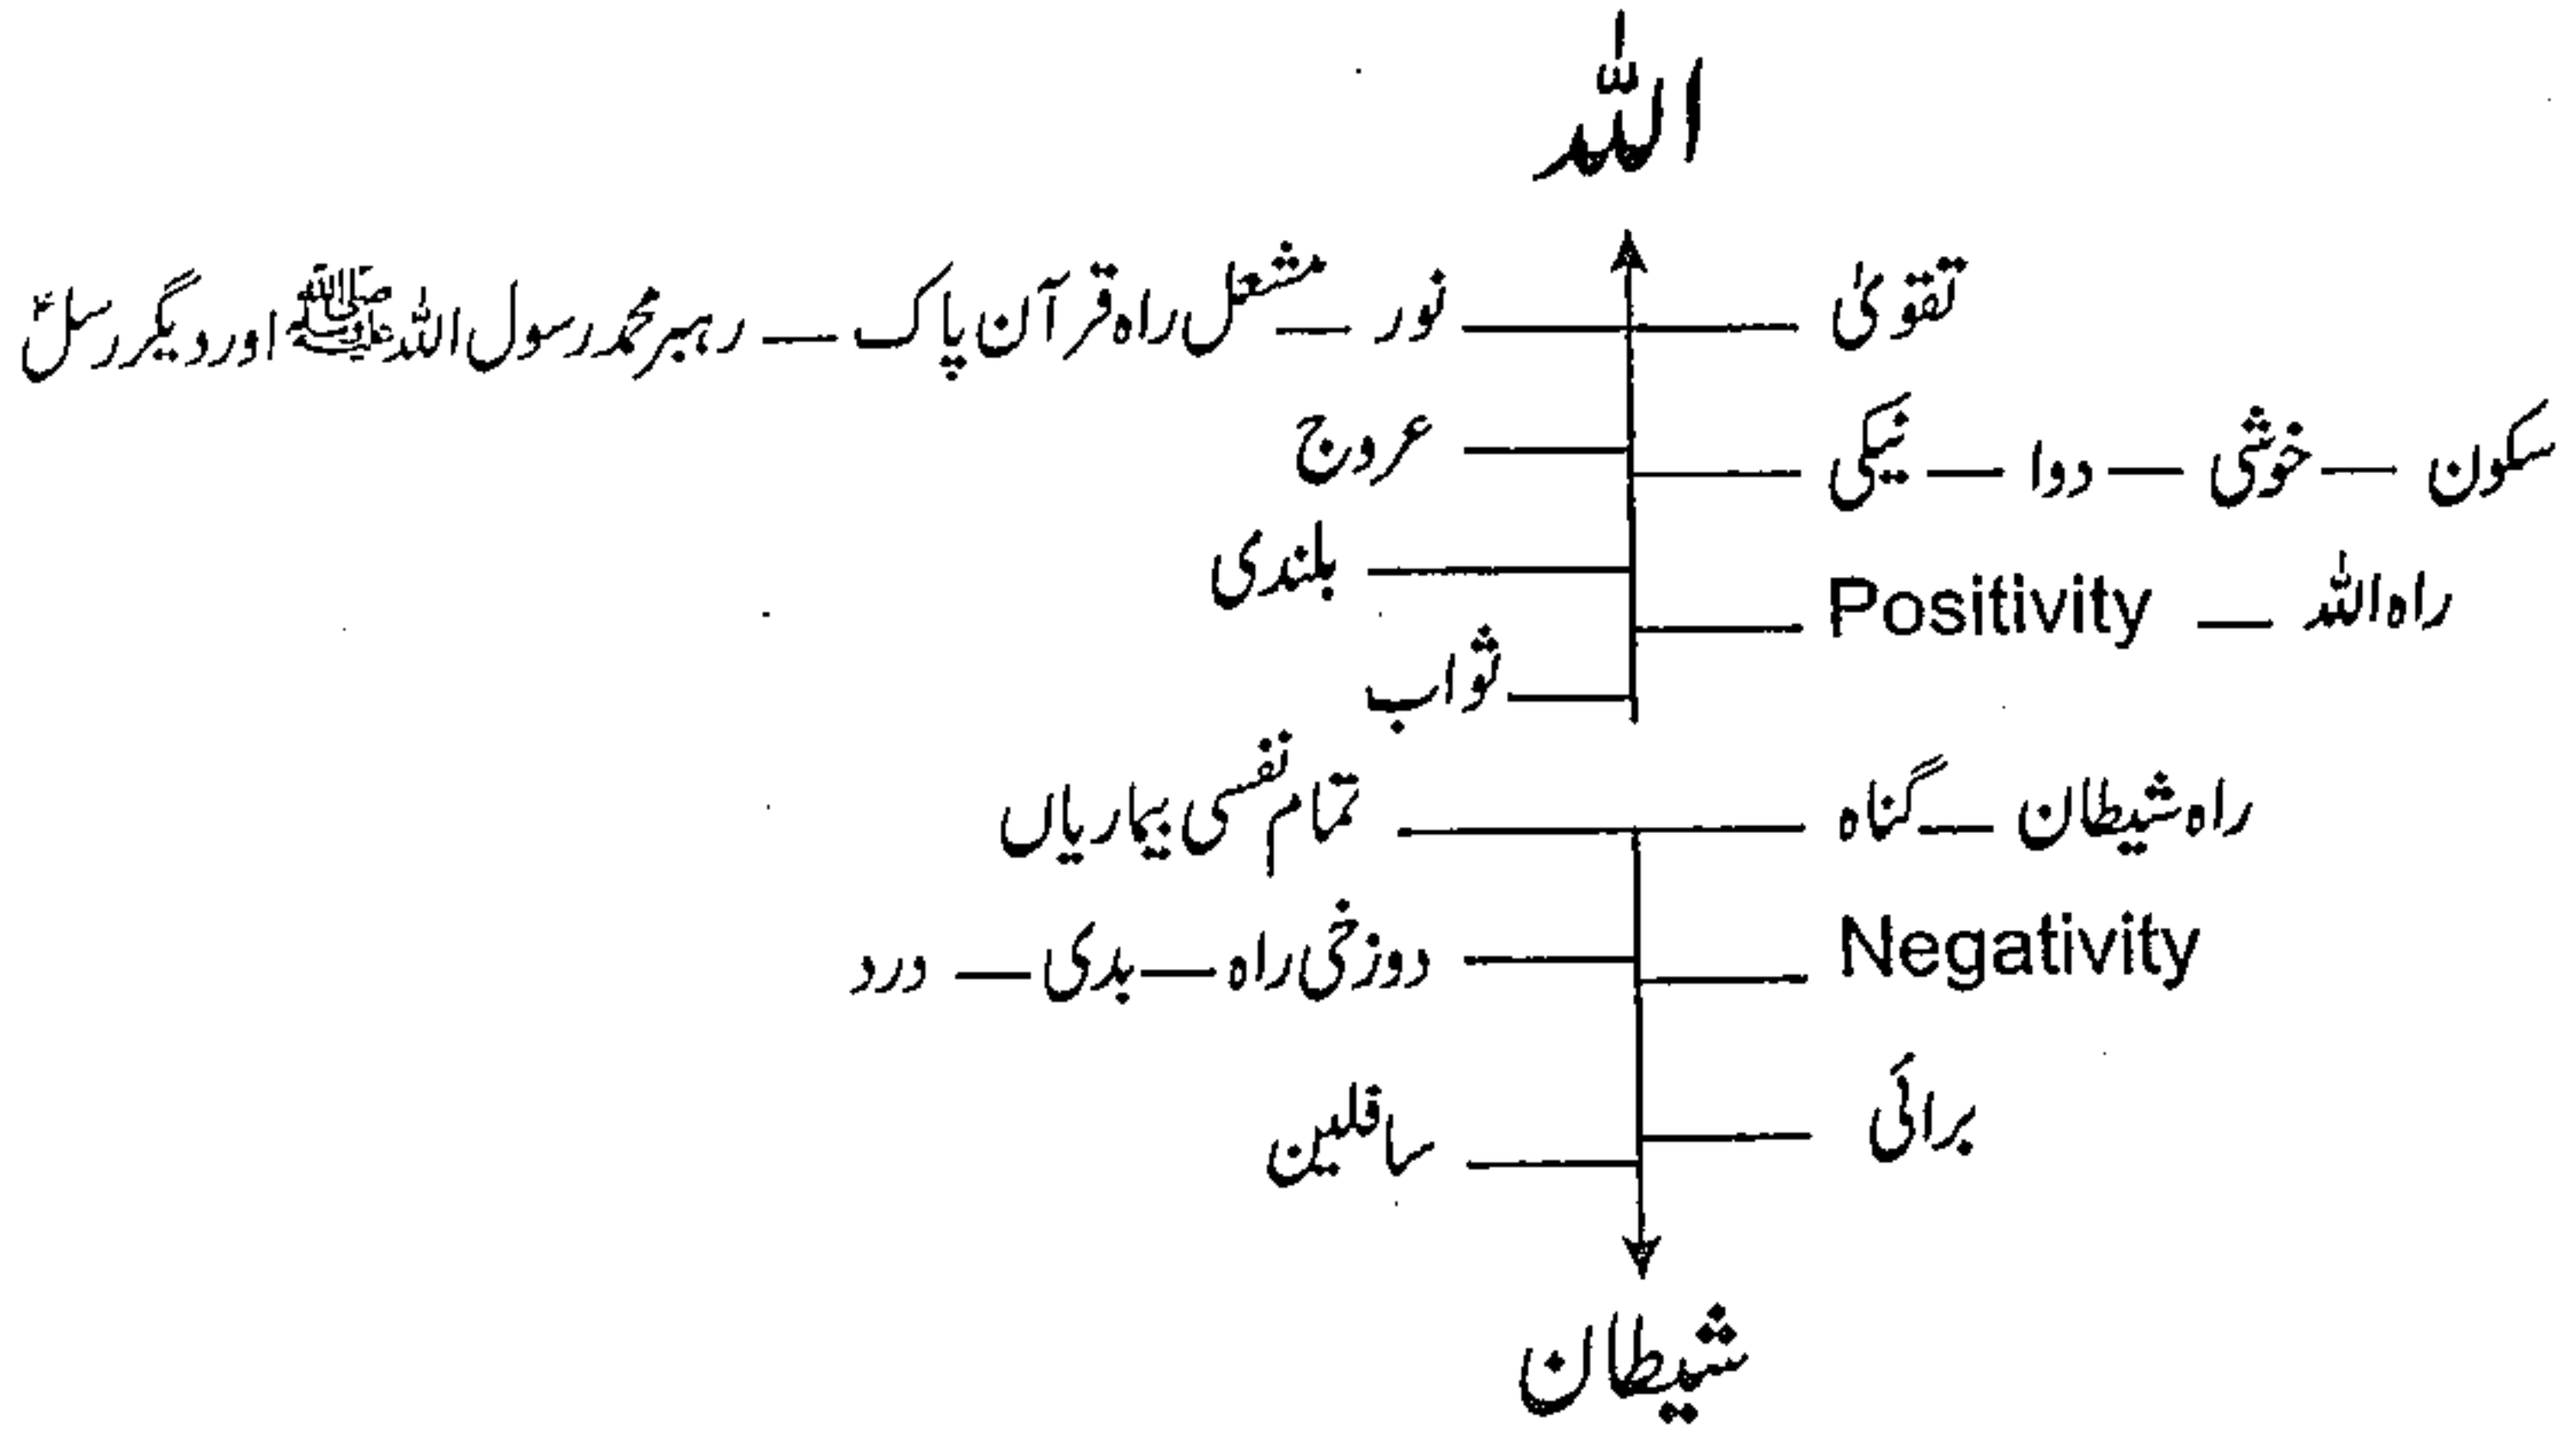 اللہ
تقویٰ
نور — مشعل راہ قرآن پاک — رہبر محمد رسول اللہ ﷺ اور دیگر رسلؑ
عروج
سکون — خوشی — دوا — نیکی
بلندی
راہ اللہ — Positivity
ثواب
راہ شیطان — گناہ
تمام نفسی بیماریاں
Negativity
دوزخی راہ — بدی — درد
برائی
سافلین
شیطان